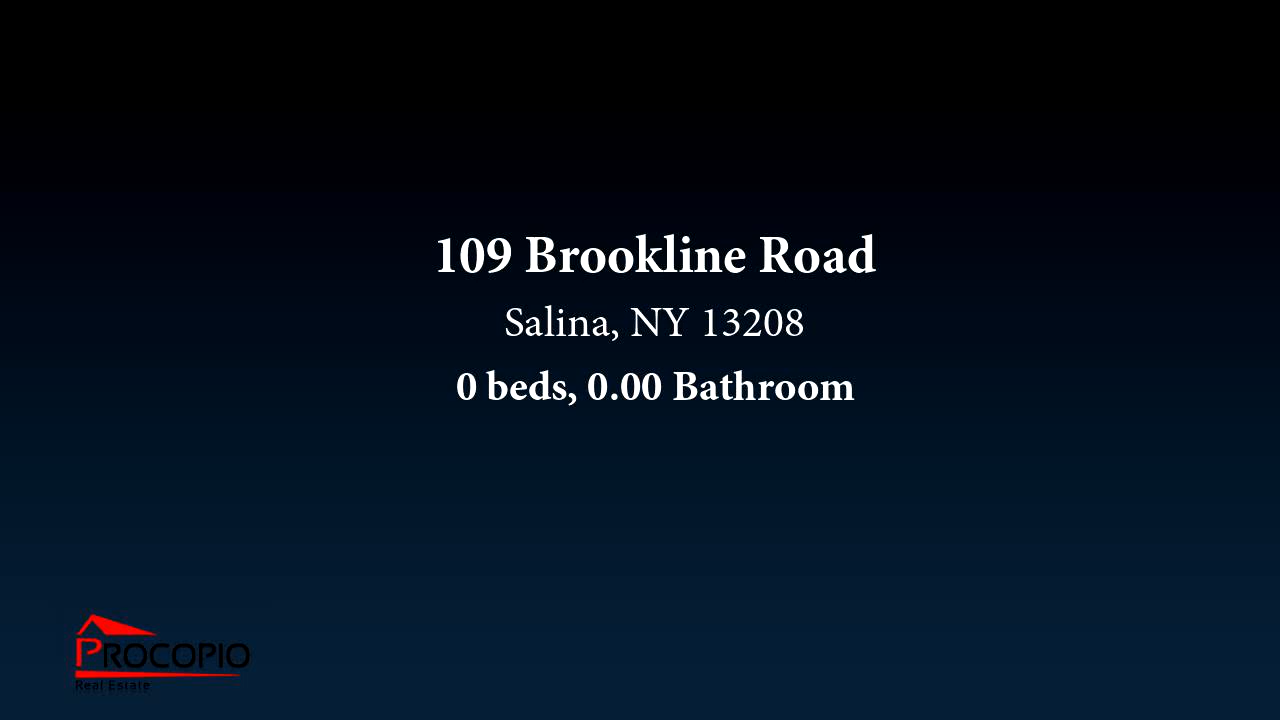 109 Brookline Road
Salina, NY 13208
0 beds, 0.00 Bathroom
PROCOPIO
Real Estate